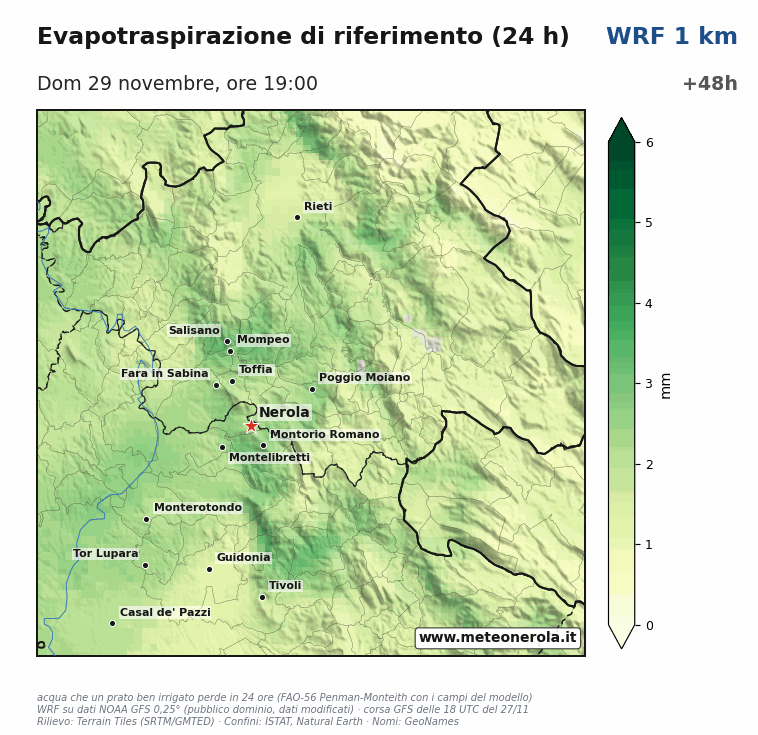 Evapotraspirazione di riferimento (24 h)
WRF 1 km
Dom 29 novembre, ore 19:00
+48h
Rieti
Salisano
Mompeo
Toffia
Fara in Sabina
Poggio Moiano
Nerola
Montorio Romano
Montelibretti
Monterotondo
Tor Lupara
Guidonia
Tivoli
Casal de' Pazzi
www.meteonerola.it
6
5
4
3
2
1
0
mm
acqua che un prato ben irrigato perde in 24 ore (FAO-56 Penman-Monteith con i campi del modello)
WRF su dati NOAA GFS 0,25° (pubblico dominio, dati modificati) · corsa GFS delle 18 UTC del 27/11
Rilievo: Terrain Tiles (SRTM/GMTED) · Confini: ISTAT, Natural Earth · Nomi: GeoNames